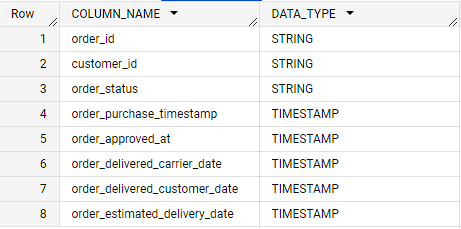 Row COLUMN_NAME DATA_TYPE
1 order_id STRING
2 customer_id STRING
3 order_status STRING
4 order_purchase_timestamp TIMESTAMP
5 order_approved_at TIMESTAMP
6 order_delivered_carrier_date TIMESTAMP
7 order_delivered_customer_date TIMESTAMP
8 order_estimated_delivery_date TIMESTAMP